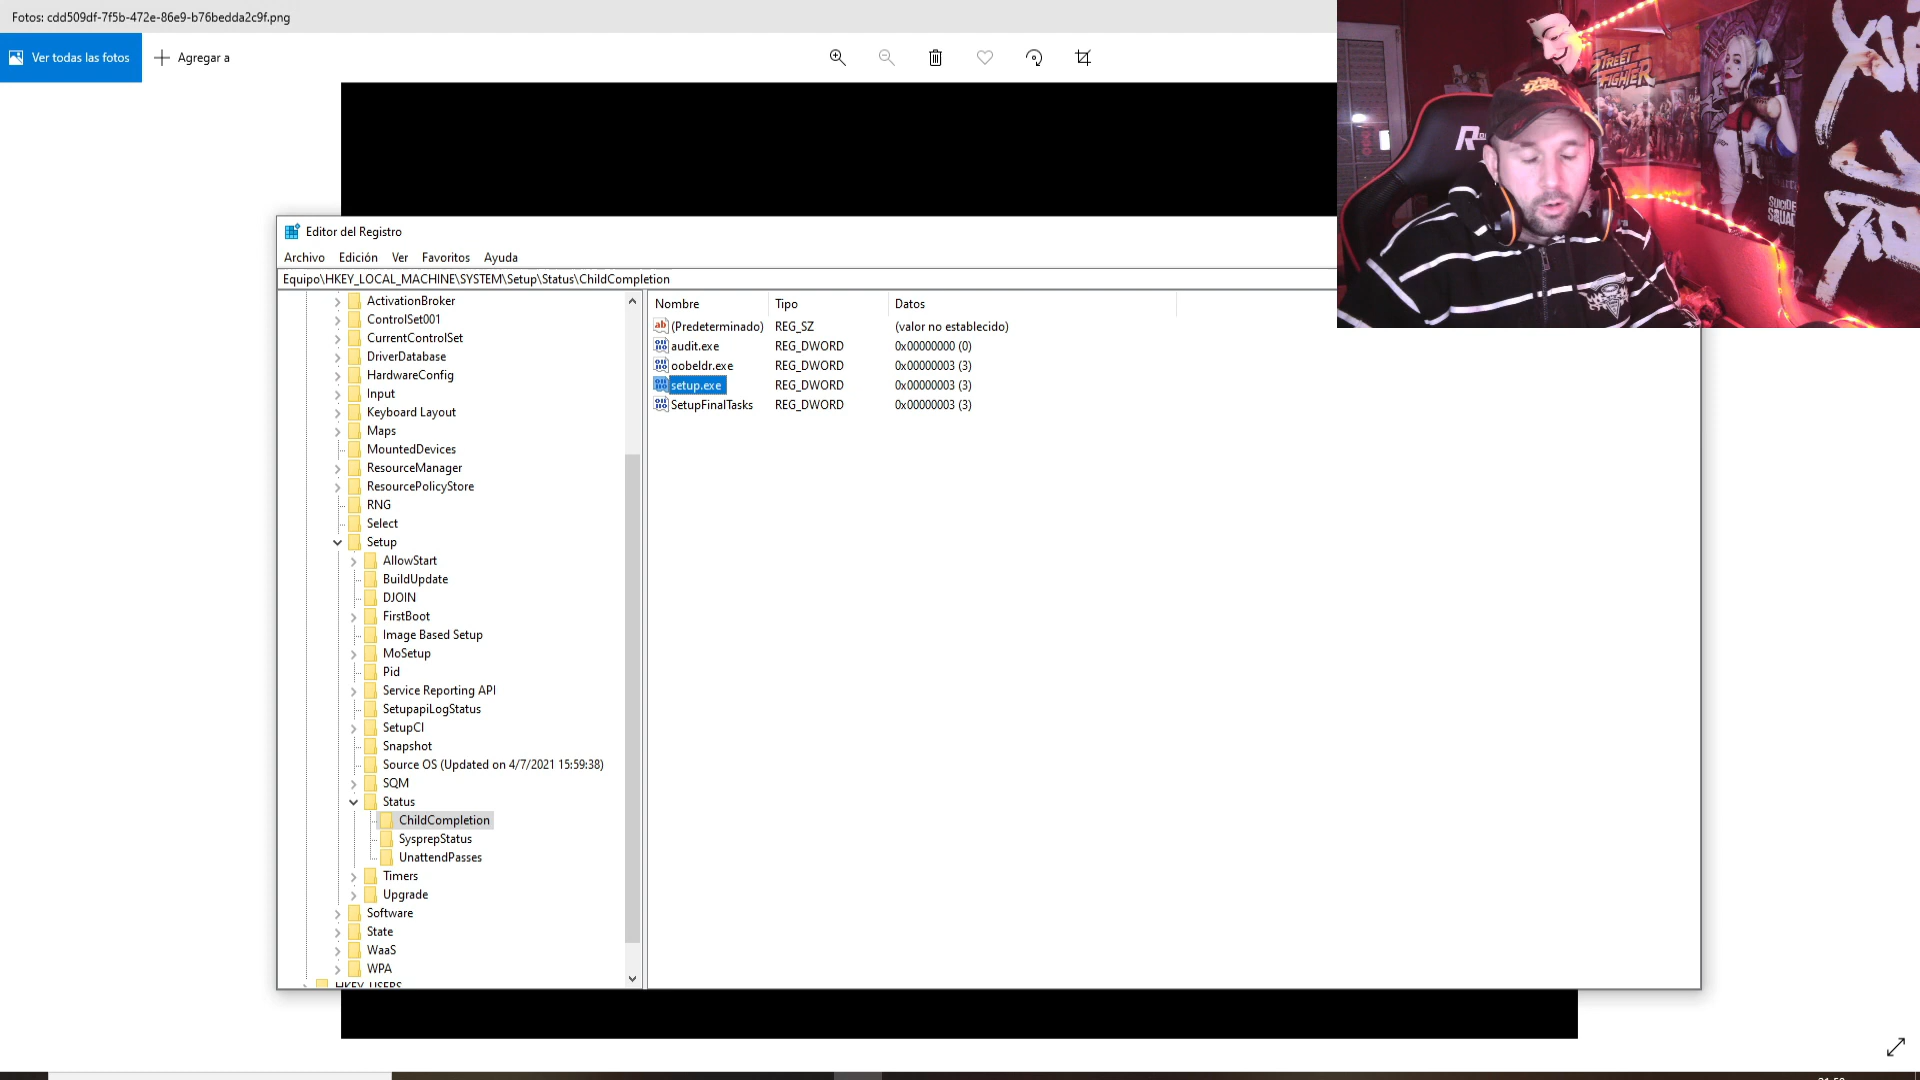 Fotos: cdd509df-7f5b-472e-86e9-b76bedda2c9f.png
Ver todas las fotos
Agregar a
STREET FIGHTER
SUICIDE SQUAD
Editor del Registro
Archivo Edición Ver Favoritos Ayuda
Equipo\HKEY_LOCAL_MACHINE\SYSTEM\Setup\Status\ChildCompletion
ActivationBroker
ControlSet001
CurrentControlSet
DriverDatabase
HardwareConfig
Input
Keyboard Layout
Maps
MountedDevices
ResourceManager
ResourcePolicyStore
RNG
Select
Setup
AllowStart
BuildUpdate
DJOIN
FirstBoot
Image Based Setup
MoSetup
Pid
Service Reporting API
SetupapiLogStatus
SetupCl
Snapshot
Source OS (Updated on 4/7/2021 15:59:38)
SQM
Status
ChildCompletion
SysprepStatus
UnattendPasses
Timers
Upgrade
Software
State
WaaS
WPA
HKEY_USERS
Nombre Tipo Datos
(Predeterminado) REG_SZ (valor no establecido)
audit.exe REG_DWORD 0x00000000 (0)
oobeldr.exe REG_DWORD 0x00000003 (3)
setup.exe REG_DWORD 0x00000003 (3)
SetupFinalTasks REG_DWORD 0x00000003 (3)